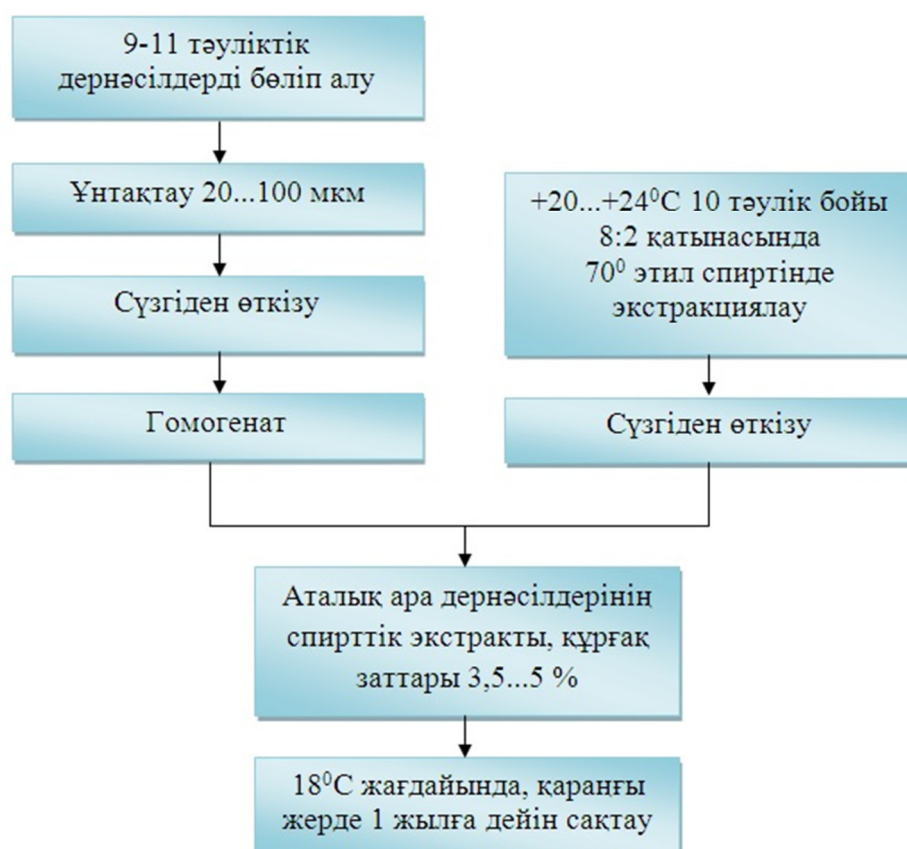 9-11 тәуліктік
дернәсілдерді бөліп алу
Ұнтақтау 20...100 мкм
Сүзгіден өткізу
Гомогенат
+20...+24⁰С 10 тәулік бойы
8:2 қатынасында
70⁰ этил спиртінде
экстракциялау
Сүзгіден өткізу
Аталық ара дернәсілдерінің
спирттік экстракты, құрғақ
заттары 3,5...5 %
18⁰С жағдайында, қараңғы
жерде 1 жылға дейін сақтау